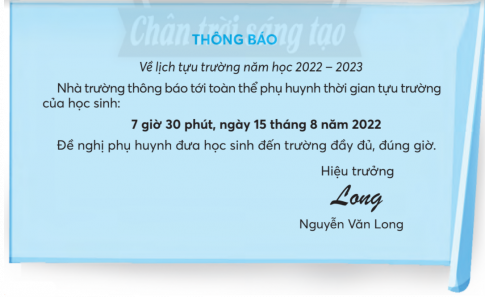 Chân trời sáng tạo
THÔNG BÁO
Về lịch tựu trường năm học 2022 – 2023
Nhà trường thông báo tới toàn thể phụ huynh thời gian tựu trường
của học sinh:
7 giờ 30 phút, ngày 15 tháng 8 năm 2022
Đề nghị phụ huynh đưa học sinh đến trường đầy đủ, đúng giờ.
Hiệu trưởng
Long
Nguyễn Văn Long